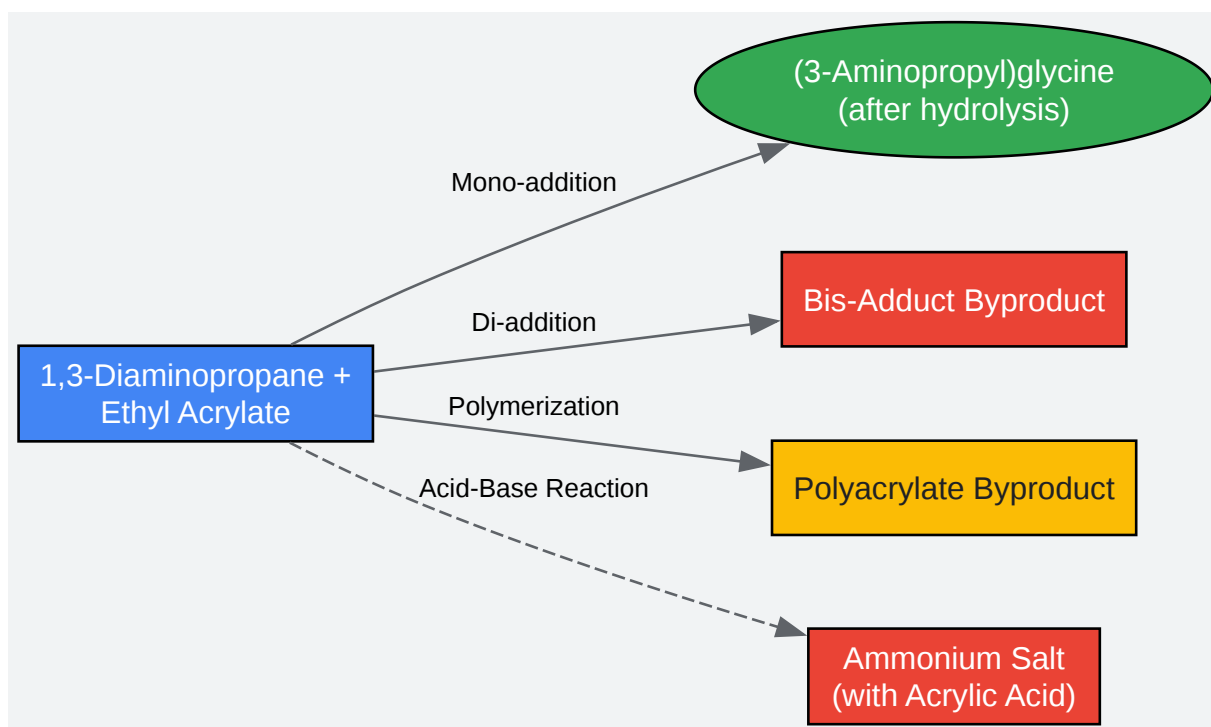 (3-Aminopropyl)glycine
(after hydrolysis)
Mono-addition
Bis-Adduct Byproduct
Di-addition
1,3-Diaminopropane +
Ethyl Acrylate
Polymerization
Polyacrylate Byproduct
Acid-Base Reaction
Ammonium Salt
(with Acrylic Acid)